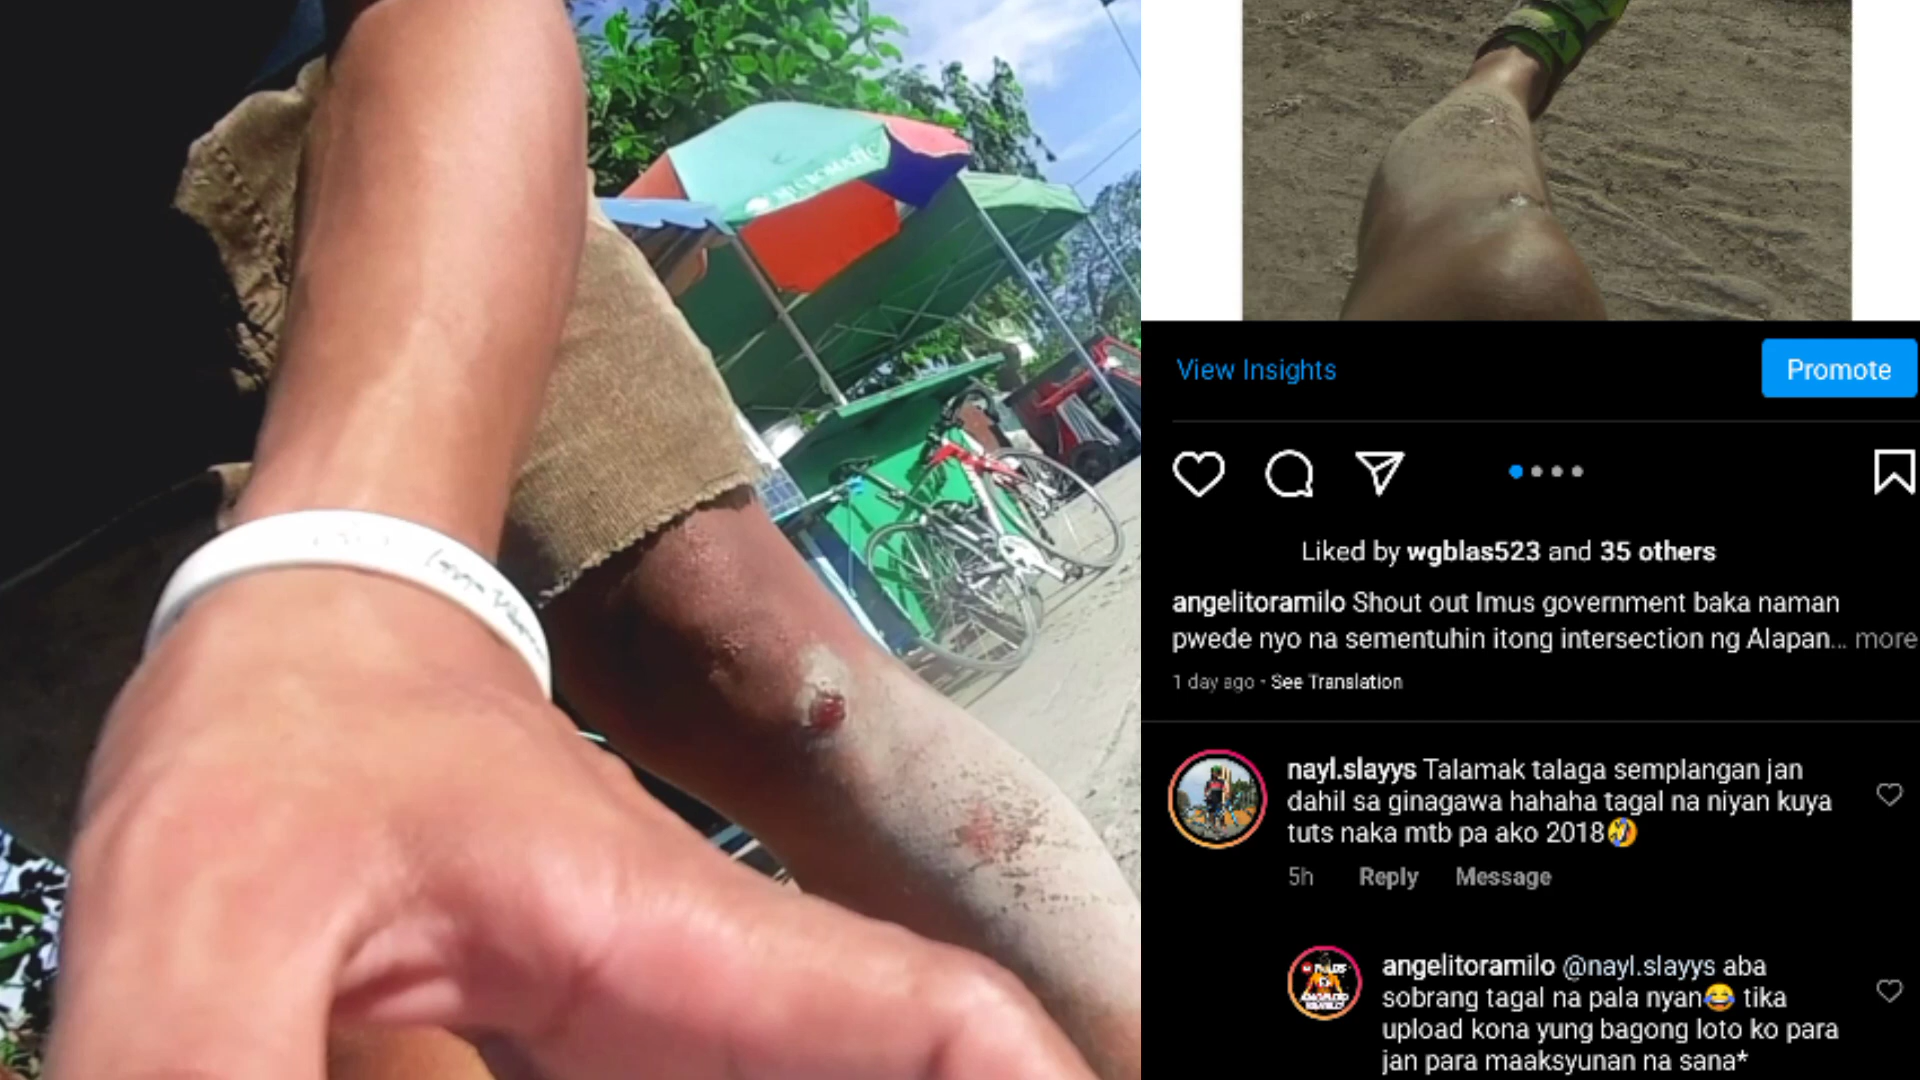 MICROMATIC
View Insights
Promote
Liked by wgblas523 and 35 others
angelitoramilo Shout out Imus government baka naman
pwede nyo na sementuhin itong intersection ng Alapan... more
1 day ago · See Translation
nayl.slayys Talamak talaga semplangan jan
dahil sa ginagawa hahaha tagal na niyan kuya
tuts naka mtb pa ako 2018🤣
5h Reply Message
angelitoramilo @nayl.slayys aba
sobrang tagal na pala nyan😂 tika
upload kona yung bagong loto ko para
jan para maaksyunan na sana*